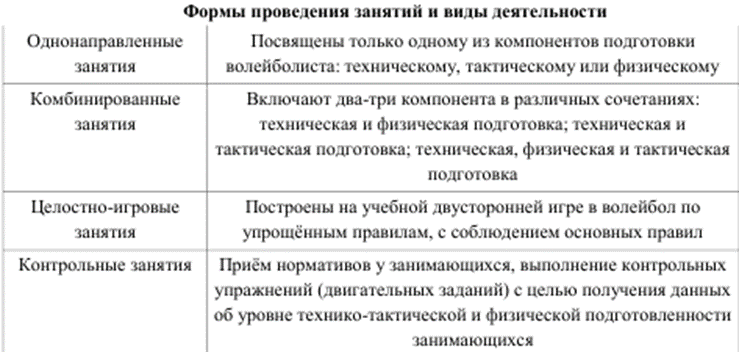 Формы проведения занятий и виды деятельности
Однонаправленные
занятия
Посвящены только одному из компонентов подготовки
волейболиста: техническому, тактическому или физическому
Комбинированные
занятия
Включают два-три компонента в различных сочетаниях:
техническая и физическая подготовка; техническая и
тактическая подготовка; техническая, физическая и тактическая
подготовка
Целостно-игровые
занятия
Построены на учебной двусторонней игре в волейбол по
упрощённым правилам, с соблюдением основных правил
Контрольные занятия
Приём нормативов у занимающихся, выполнение контрольных
упражнений (двигательных заданий) с целью получения данных
об уровне технико-тактической и физической подготовленности
занимающихся